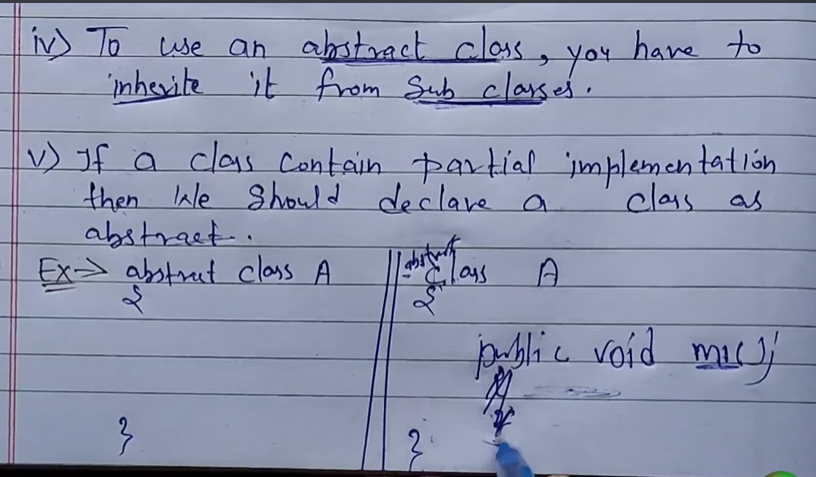 iv) To use an abstract class, you have to
inherite it from Sub classes.
v) If a class contain partial implementation
then We should declare a class as
abstract.
Ex-> abstruct class A
{
}
abstract class A
{
public void m1();
}